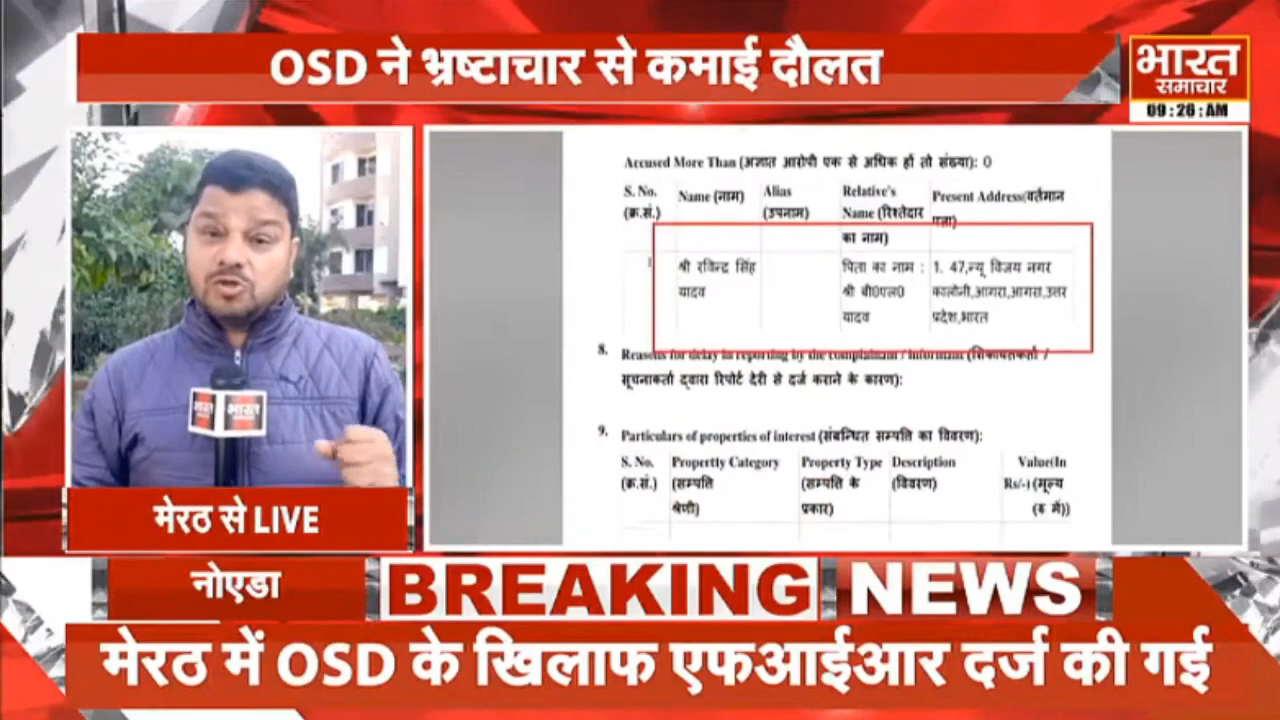 OSD ने भ्रष्टाचार से कमाई दौलत
भारत
समाचार
09:26:AM
Accused More Than (अज्ञात आरोपी एक से अधिक हों तो संख्या): 0
S. No. (क्र.सं.)
Name (नाम)
Alias (उपनाम)
Relative's Name (रिश्तेदार का नाम)
Present Address(वर्तमान पता)
1
श्री रविन्द्र सिंह यादव
पिता का नाम : श्री बी0एल0 यादव
1. 47,न्यू विजय नगर कालोनी,आगरा,आगरा,उत्तर प्रदेश,भारत
8. Reasons for delay in reporting by the complainant / informant (शिकायतकर्ता /
सूचनाकर्ता द्वारा रिपोर्ट देरी से दर्ज कराने के कारण):
9. Particulars of properties of interest (संबन्धित सम्पत्ति का विवरण):
S. No. (क्र.सं.)
Propertly Category (सम्पत्ति श्रेणी)
Property Type (सम्पत्ति के प्रकार)
Description (विवरण)
Value(In Rs/-) (मूल्य (रु में))
भारत
भारत
मेरठ से LIVE
नोएडा
BREAKING NEWS
मेरठ में OSD के खिलाफ एफआईआर दर्ज की गई